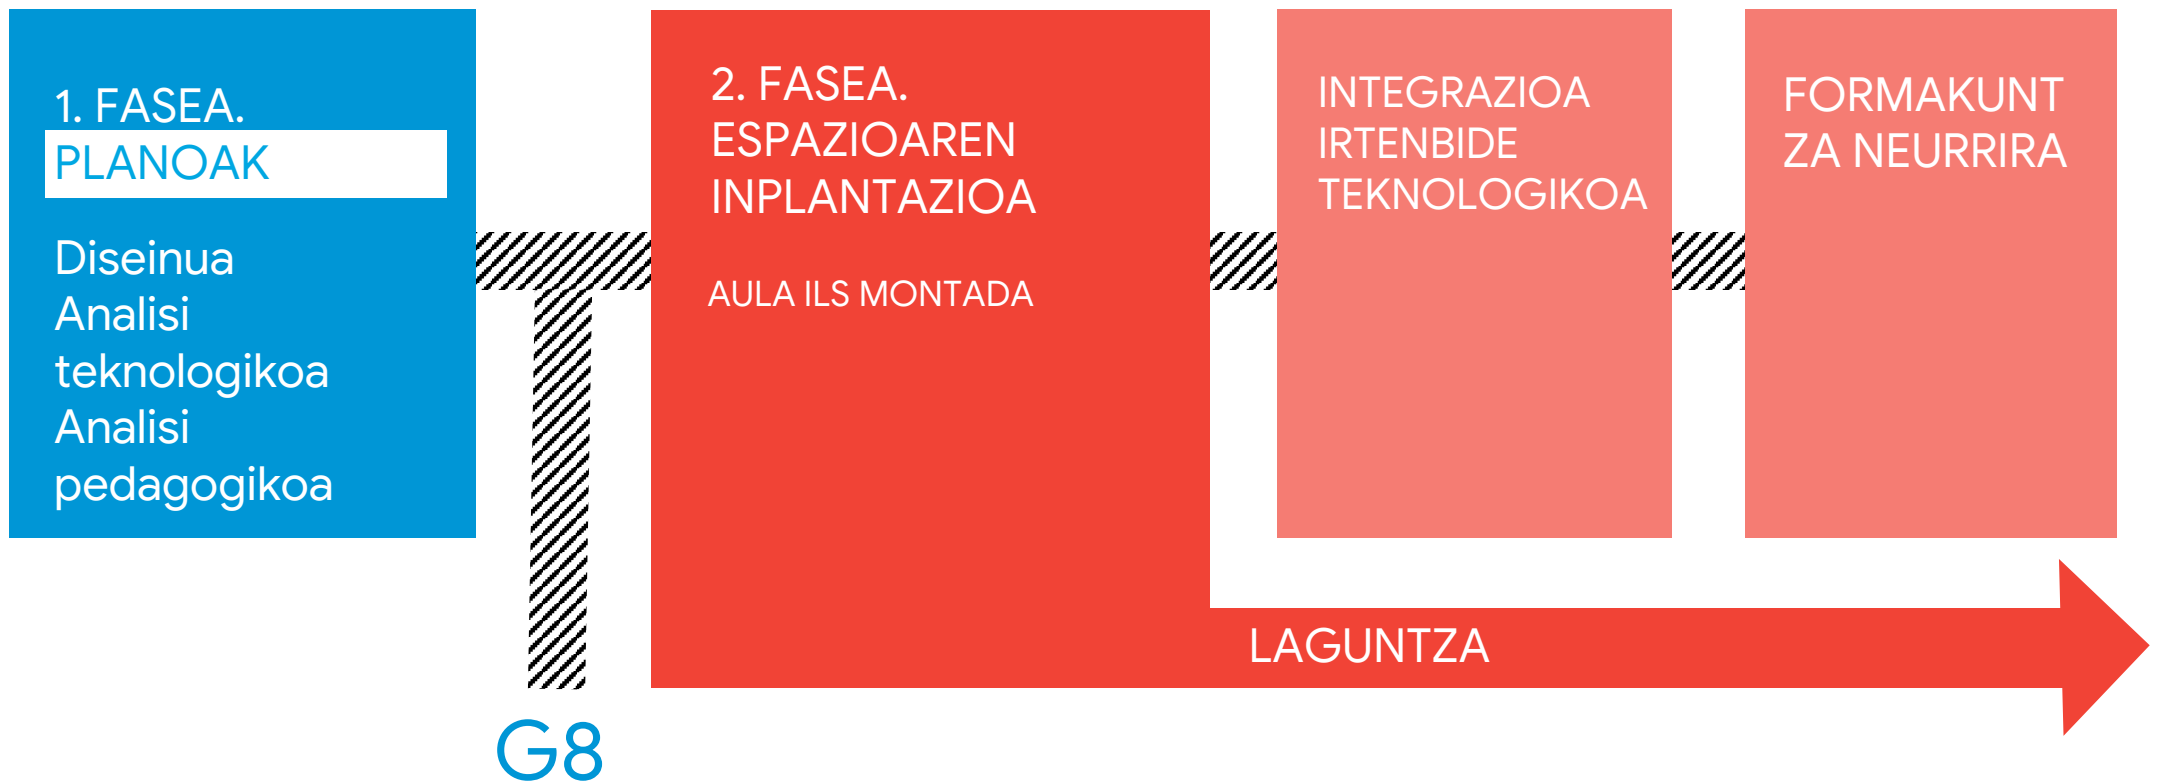 1. FASEA.
PLANOAK
Diseinua
Analisi
teknologikoa
Analisi
pedagogikoa
G8
2. FASEA.
ESPAZIOAREN
INPLANTAZIOA
AULA ILS MONTADA
INTEGRAZIOA
IRTENBIDE
TEKNOLOGIKOA
FORMAKUNT
ZA NEURRIRA
LAGUNTZA